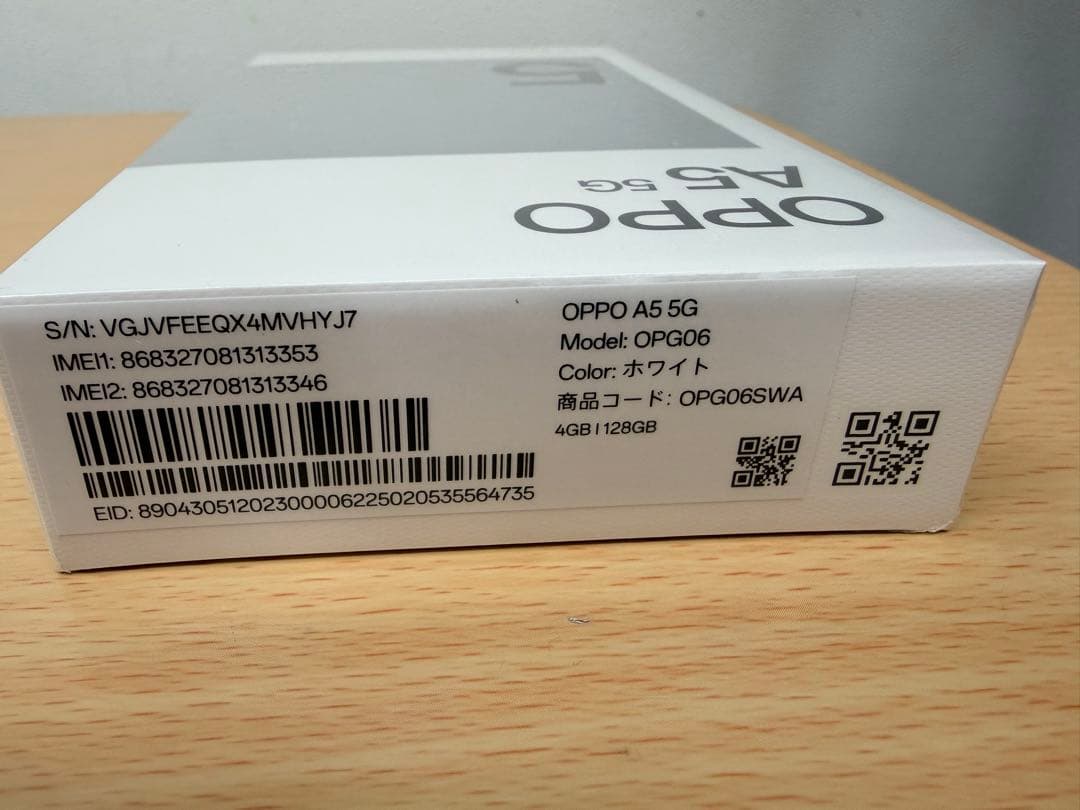 A5
OPPO
A5 5G
S/N: VGJVFEEQX4MVHYJ7
IMEI1: 868327081313353
IMEI2: 868327081313346
EID: 89043051202300006225020535564735
OPPO A5 5G
Model: OPG06
Color: ホワイト
商品コード: OPG06SWA
4GB | 128GB